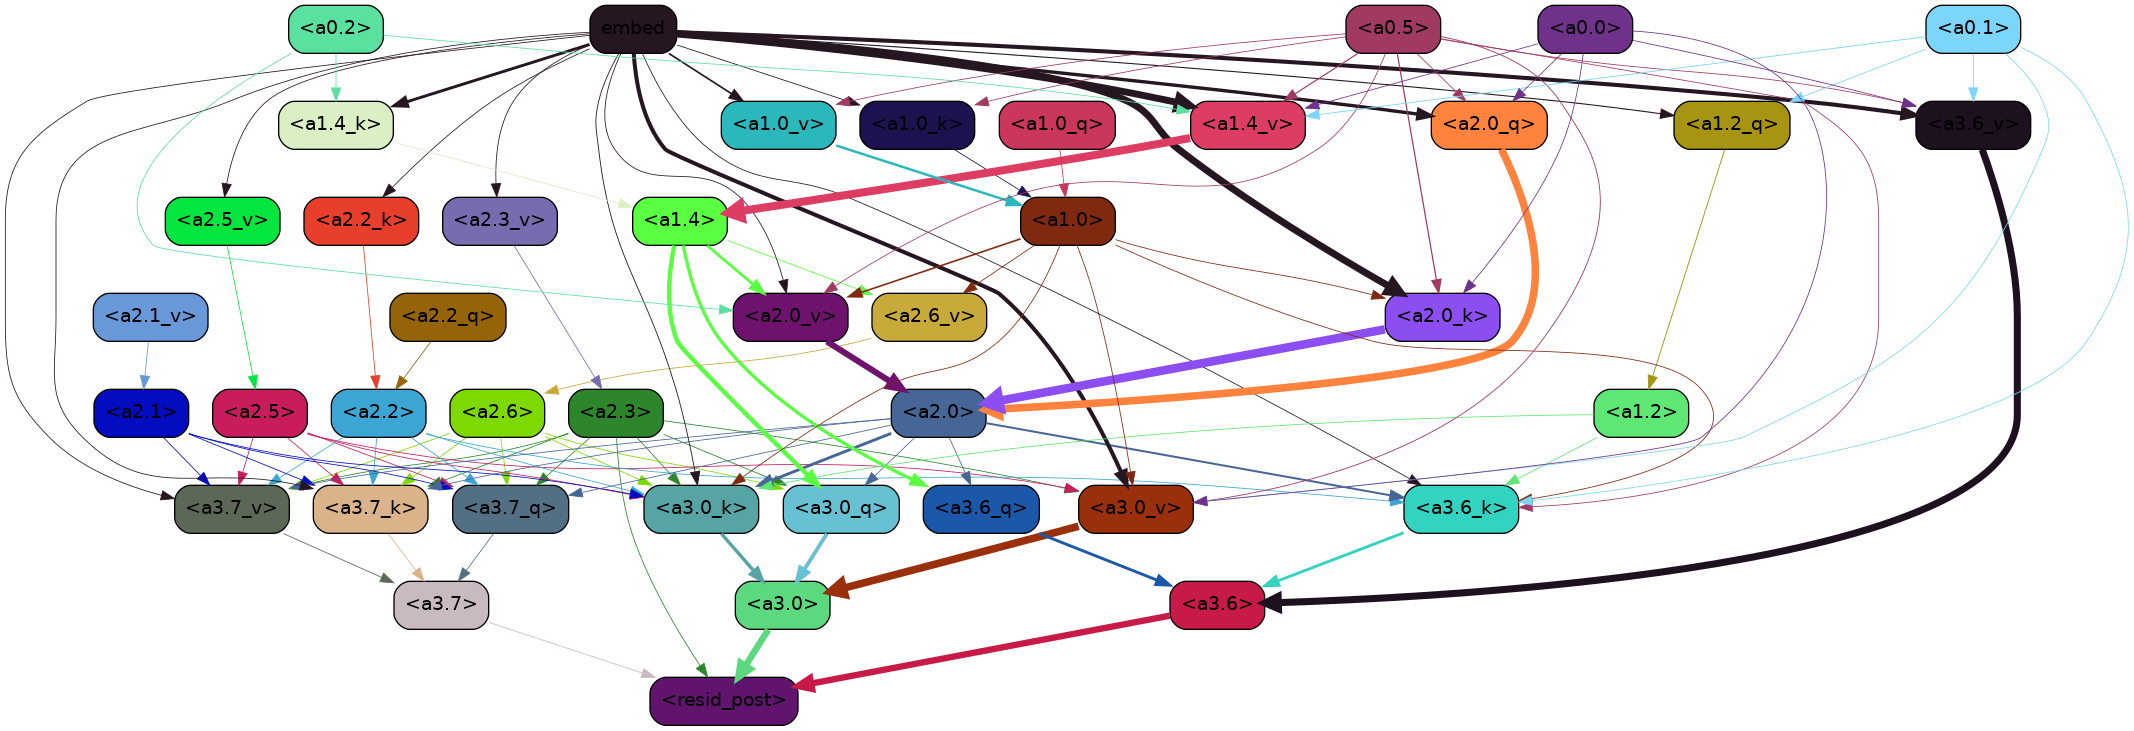 <a0.2>
embed
<a0.5>
<a0.0>
<a0.1>
<a1.4_k>
<a1.0_v>
<a1.0_k>
<a1.0_q>
<a1.4_v>
<a2.0_q>
<a1.2_q>
<a3.6_v>
<a2.5_v>
<a2.2_k>
<a2.3_v>
<a1.4>
<a1.0>
<a2.1_v>
<a2.2_q>
<a2.0_v>
<a2.6_v>
<a2.0_k>
<a2.1>
<a2.5>
<a2.2>
<a2.6>
<a2.3>
<a2.0>
<a1.2>
<a3.7_v>
<a3.7_k>
<a3.7_q>
<a3.0_k>
<a3.0_q>
<a3.6_q>
<a3.0_v>
<a3.6_k>
<a3.7>
<a3.0>
<a3.6>
<resid_post>